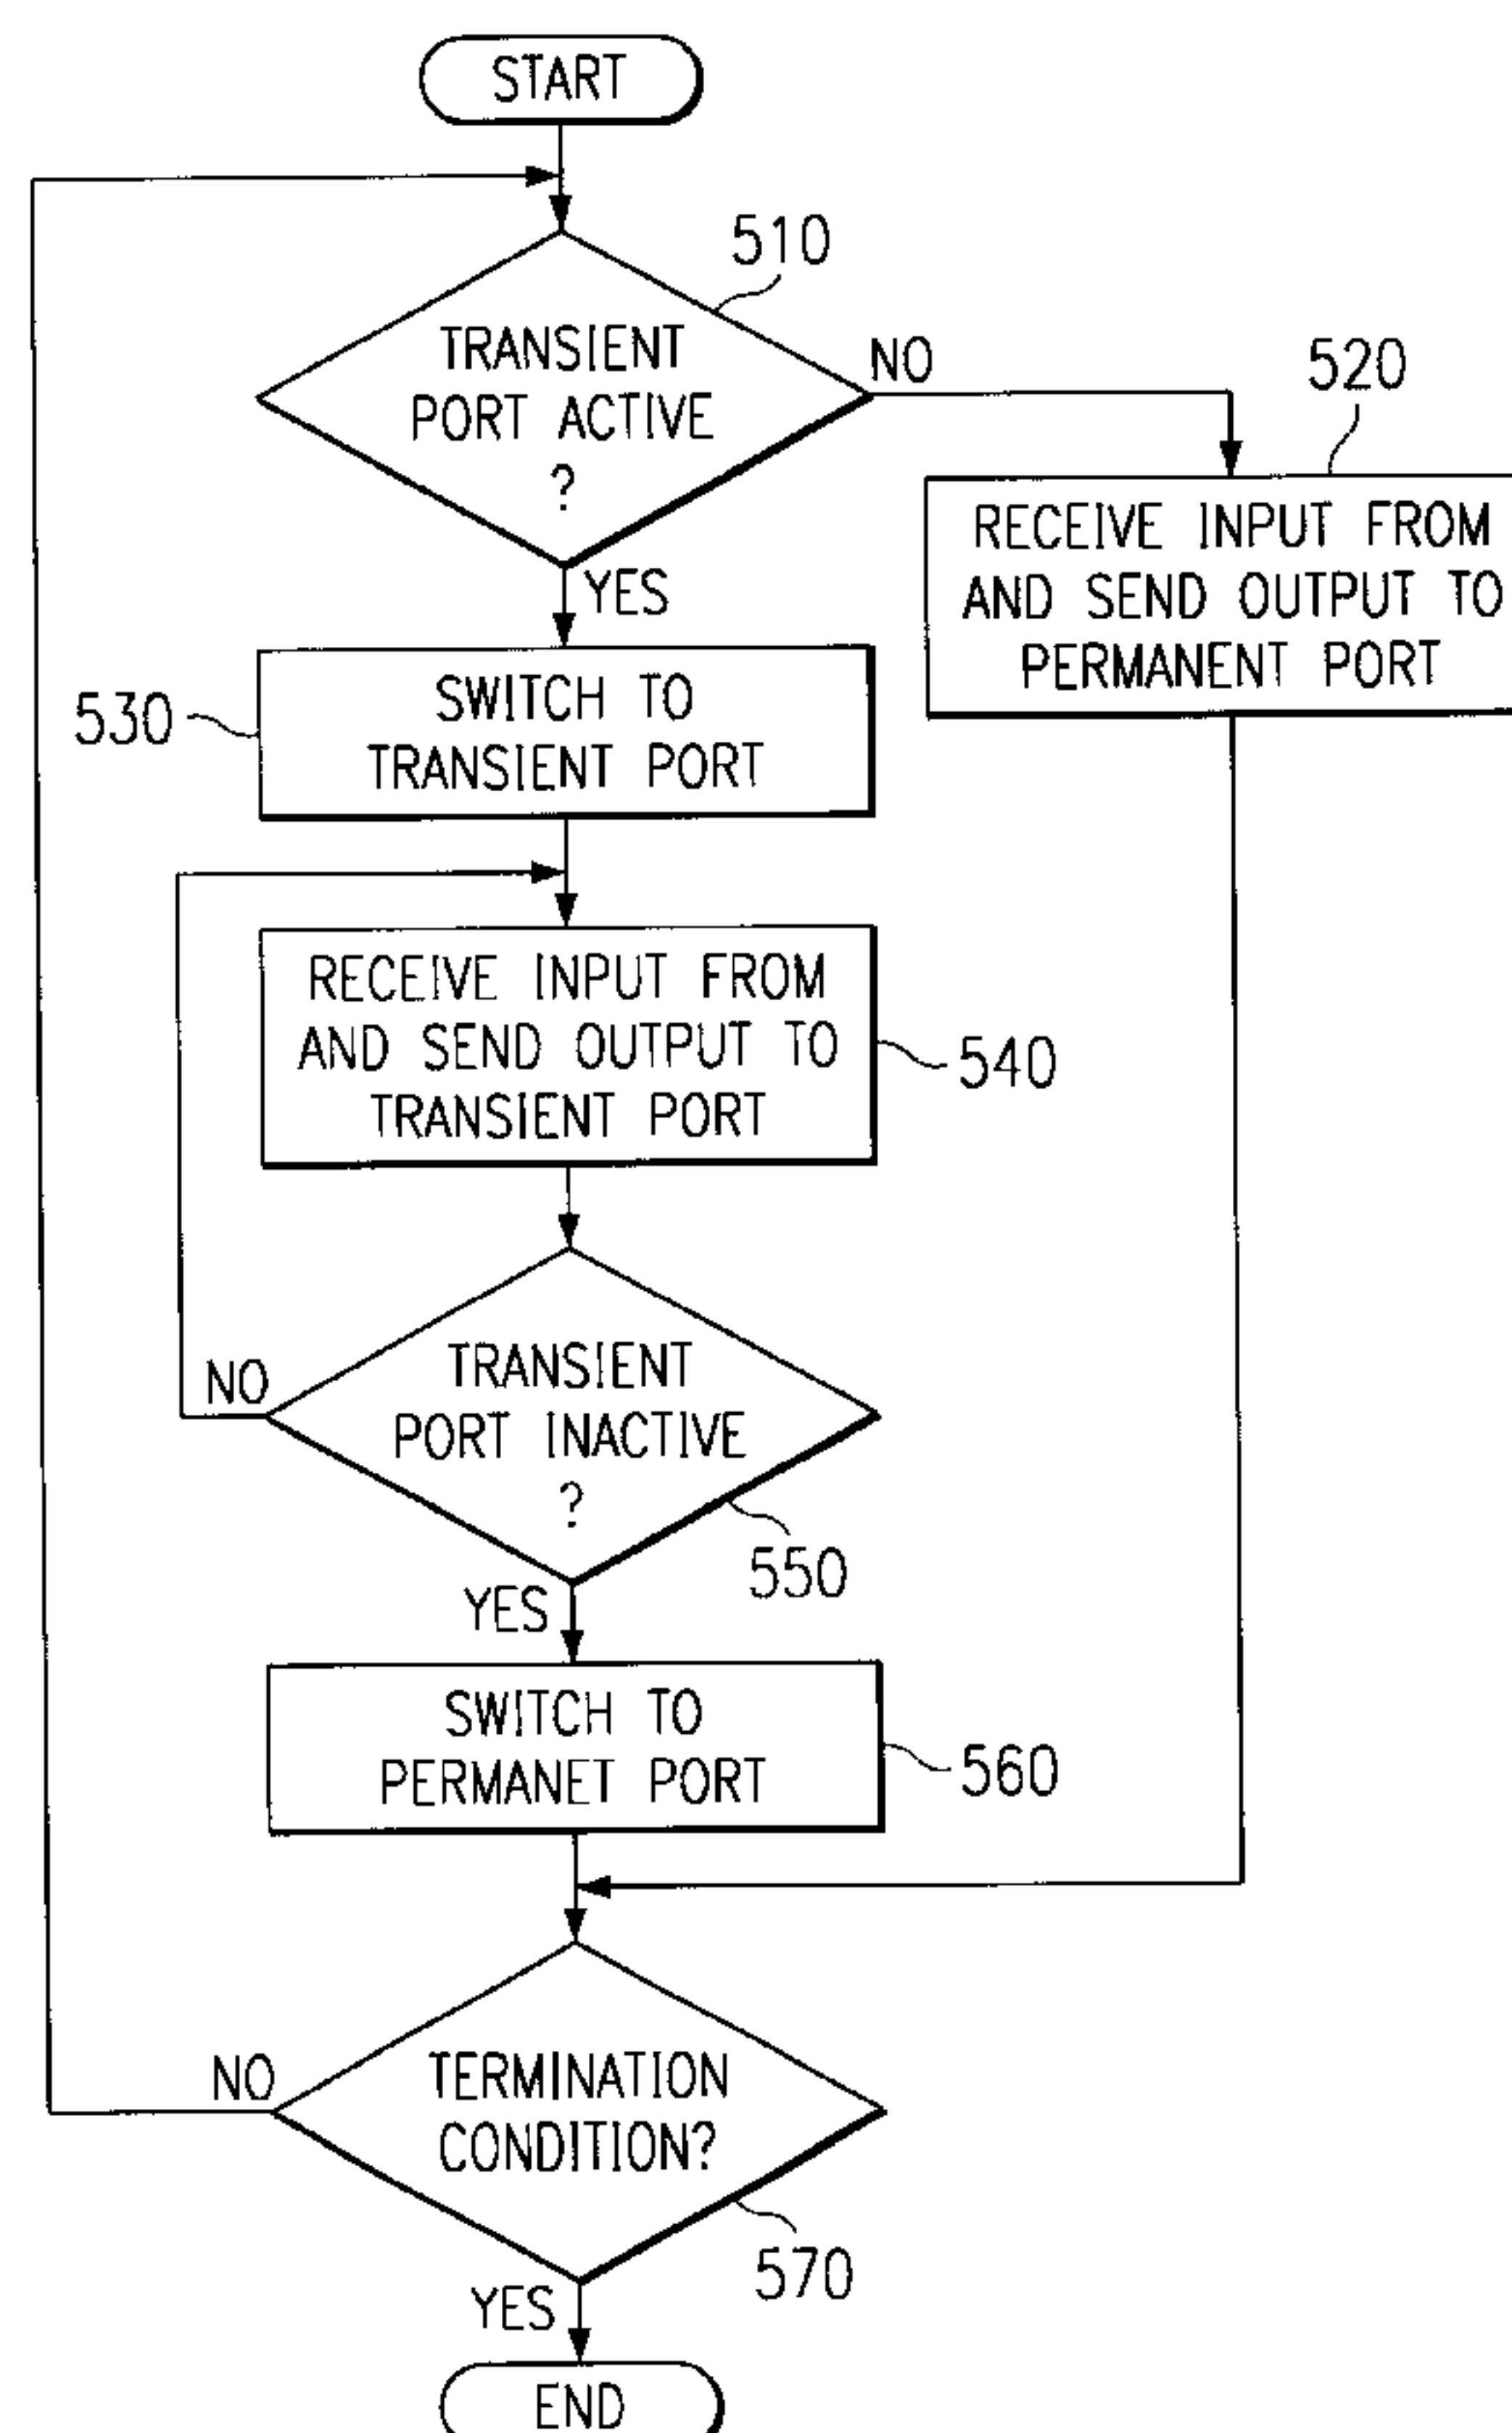 START
510
TRANSIENT
PORT ACTIVE
?
NO
520
RECEIVE INPUT FROM
AND SEND OUTPUT TO
PERMANENT PORT
YES
530
SWITCH TO
TRANSIENT PORT
RECEIVE INPUT FROM
AND SEND OUTPUT TO
TRANSIENT PORT
540
TRANSIENT
PORT INACTIVE
?
NO
550
YES
SWITCH TO
PERMANET PORT
560
TERMINATION
CONDITION?
NO
570
YES
END